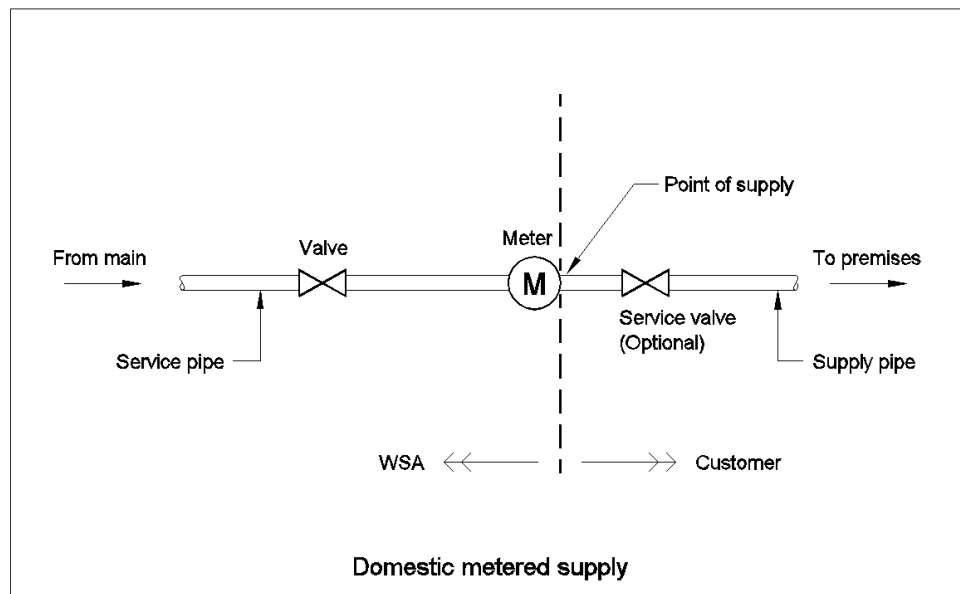 Point of supply
Meter
Valve
From main
To premises
M
Service valve
(Optional)
Service pipe
Supply pipe
WSA
Customer
Domestic metered supply